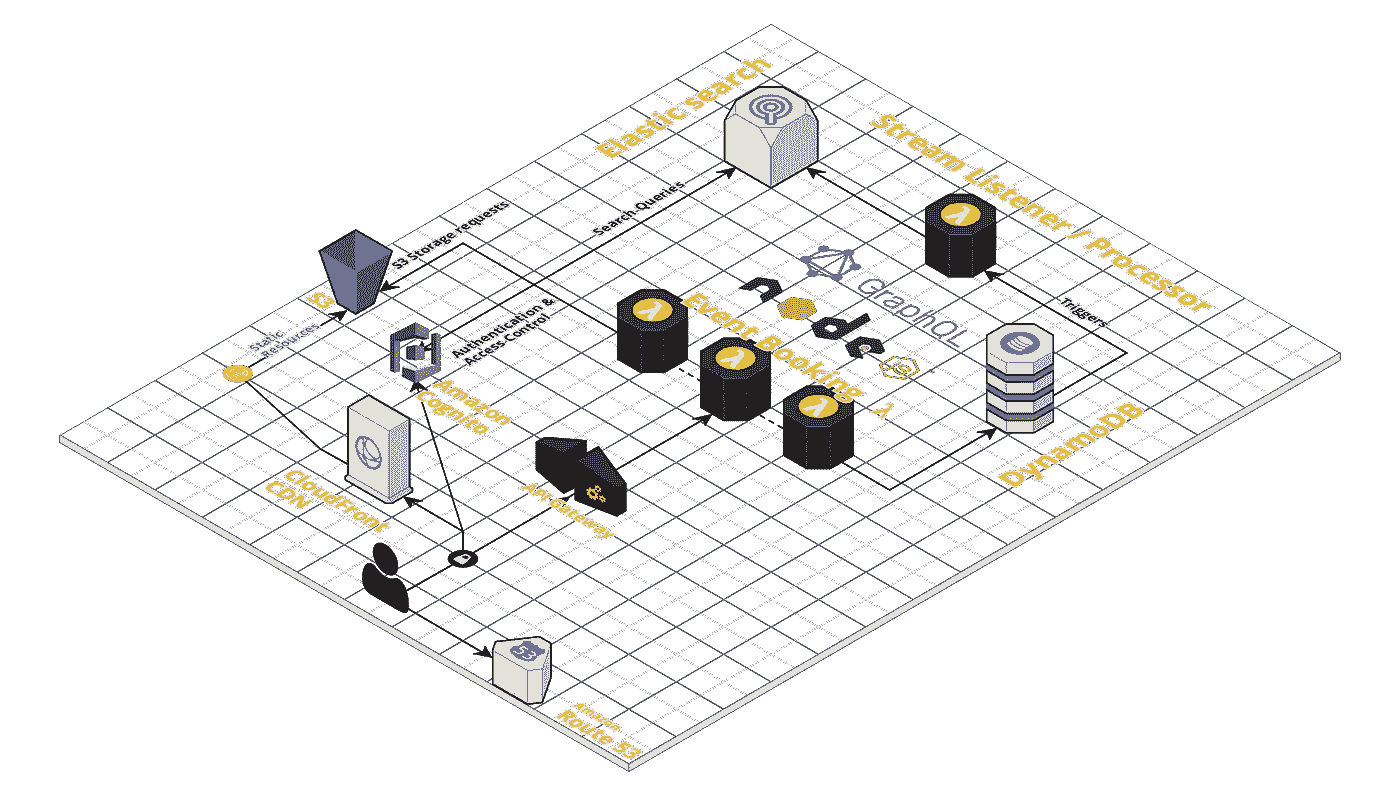 Elastic search
Stream Listener / Processor
Search Queries
S3 Storage requests
S3
Static
Resources
Authentication &
Access Control
Amazon
Cognito
Event Booking λ
node
JS
GraphQL
Triggers
DynamoDB
CloudFront
CDN
API Gateway
53
Amazon
Route 53